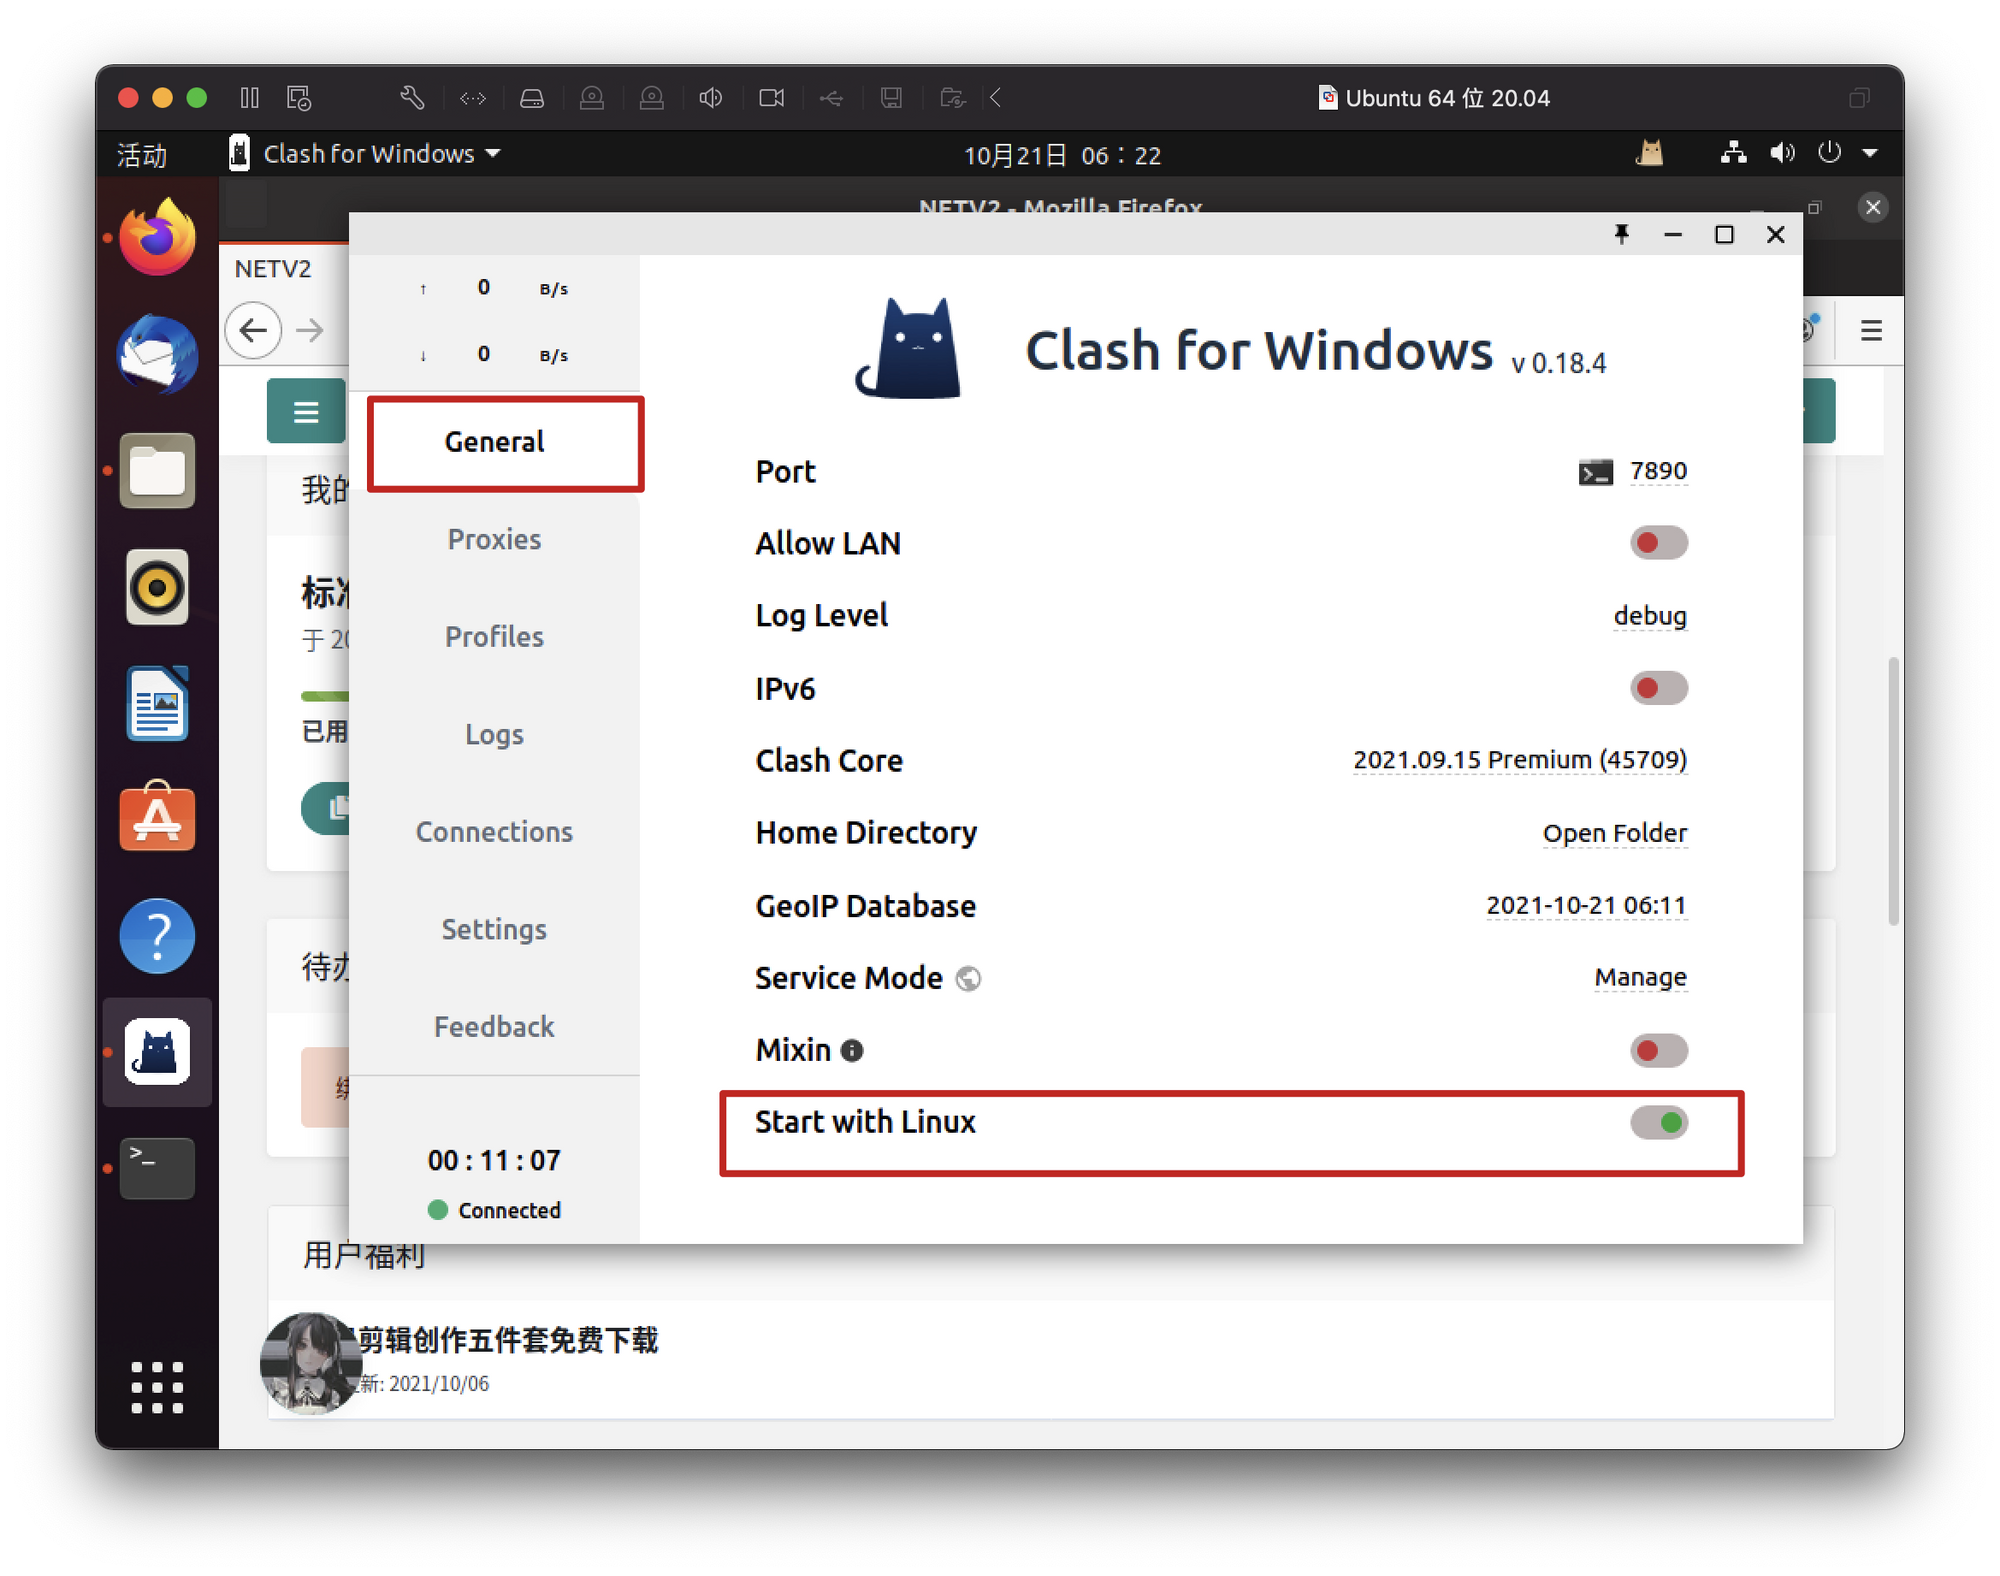 Ubuntu 64 位 20.04
活动
Clash for Windows
10月21日 06：22
NETV2 - Mozilla Firefox
NETV2
↑ 0 B/s
↓ 0 B/s
General
Proxies
Profiles
Logs
Connections
Settings
Feedback
00 : 11 : 07
Connected
Clash for Windows v 0.18.4
Port 7890
Allow LAN
Log Level debug
IPv6
Clash Core 2021.09.15 Premium (45709)
Home Directory Open Folder
GeoIP Database 2021-10-21 06:11
Service Mode Manage
Mixin
Start with Linux
我的
标准
于 20
已用
待办
绑
用户福利
剪辑创作五件套免费下载
新: 2021/10/06